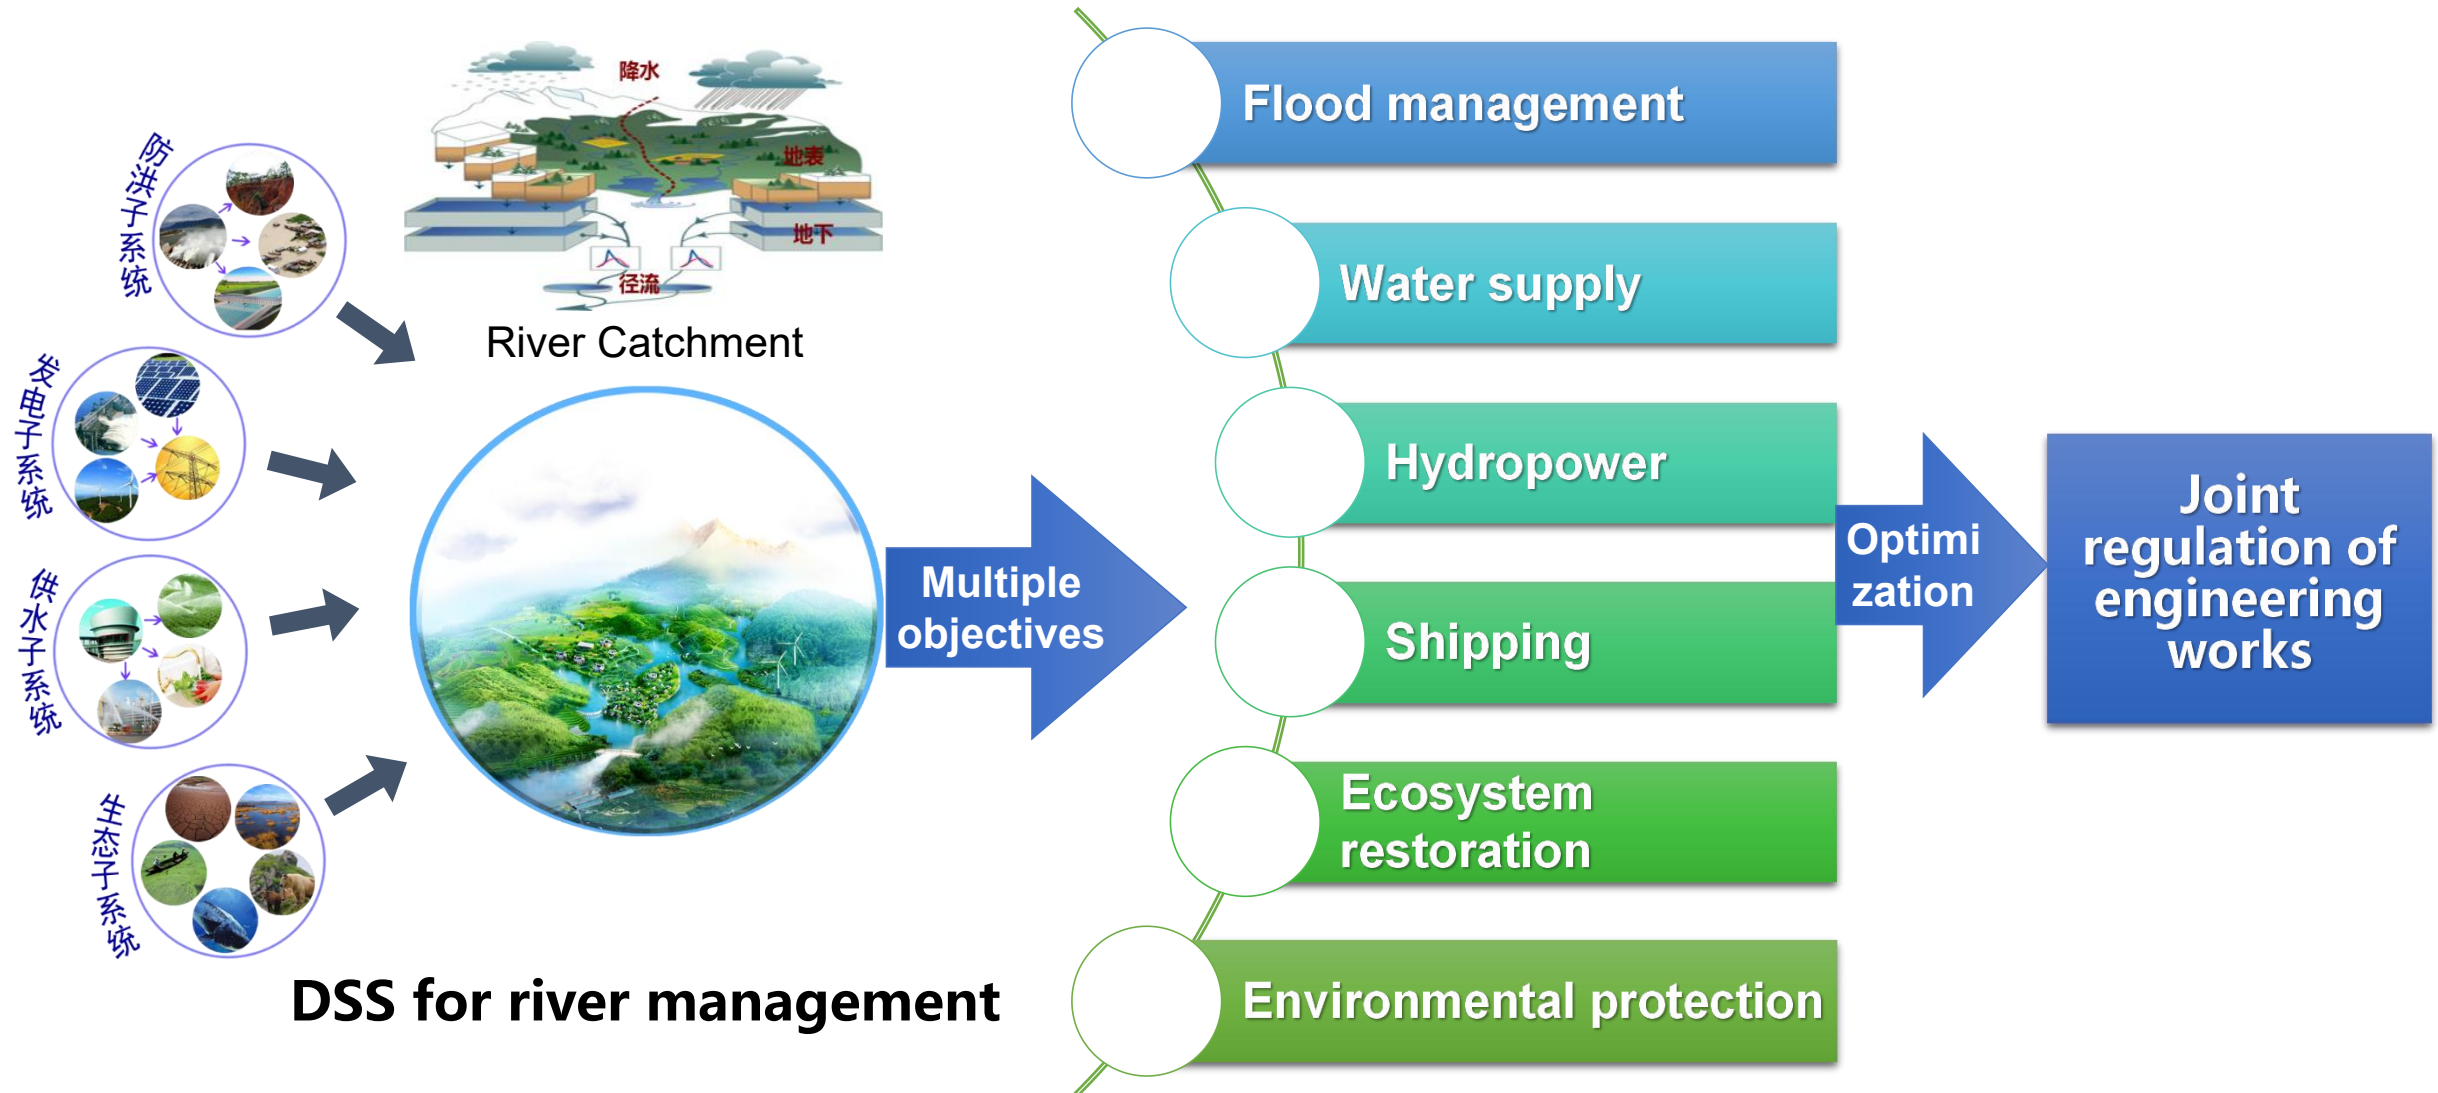 防洪子系统
发电子系统
供水子系统
生态子系统
降水
地表
地下
径流
River Catchment
DSS for river management
Multiple
objectives
Flood management
Water supply
Hydropower
Shipping
Ecosystem
restoration
Environmental protection
Optimi
zation
Joint
regulation of
engineering
works